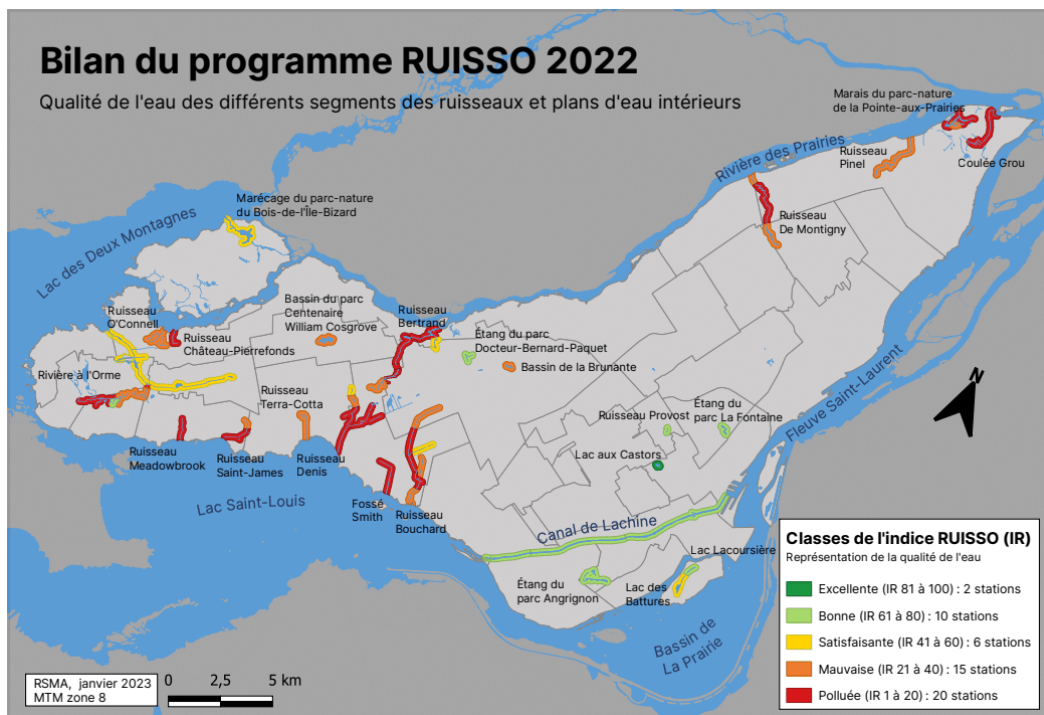 Bilan du programme RUISSO 2022
Qualité de l'eau des différents segments des ruisseaux et plans d'eau intérieurs
Marais du parc-nature
de la Pointe-aux-Prairies
Rivière des Prairies
Ruisseau
Pinel
Coulée Grou
Ruisseau
De Montigny
Marécage du parc-nature
du Bois-de-l'Île-Bizard
Lac des Deux Montagnes
Ruisseau
O'Connell
Ruisseau
Château-Pierrefonds
Bassin du parc
Centenaire
William Cosgrove
Ruisseau
Bertrand
Étang du parc
Docteur-Bernard-Paquet
Bassin de la Brunante
Rivière à l'Orme
Ruisseau
Terra-Cotta
Ruisseau Provost
Étang du
parc La Fontaine
Fleuve Saint-Laurent
N
Lac aux Castors
Ruisseau
Meadowbrook
Ruisseau
Saint-James
Ruisseau
Denis
Lac Saint-Louis
Fossé
Smith
Ruisseau
Bouchard
Canal de Lachine
Lac Lacoursière
Étang du
parc Angrignon
Lac des
Battures
Bassin de
La Prairie
Classes de l'indice RUISSO (IR)
Représentation de la qualité de l'eau
Excellente (IR 81 à 100) : 2 stations
Bonne (IR 61 à 80) : 10 stations
Satisfaisante (IR 41 à 60) : 6 stations
Mauvaise (IR 21 à 40) : 15 stations
Polluée (IR 1 à 20) : 20 stations
RSMA, janvier 2023
MTM zone 8
0 2,5 5 km